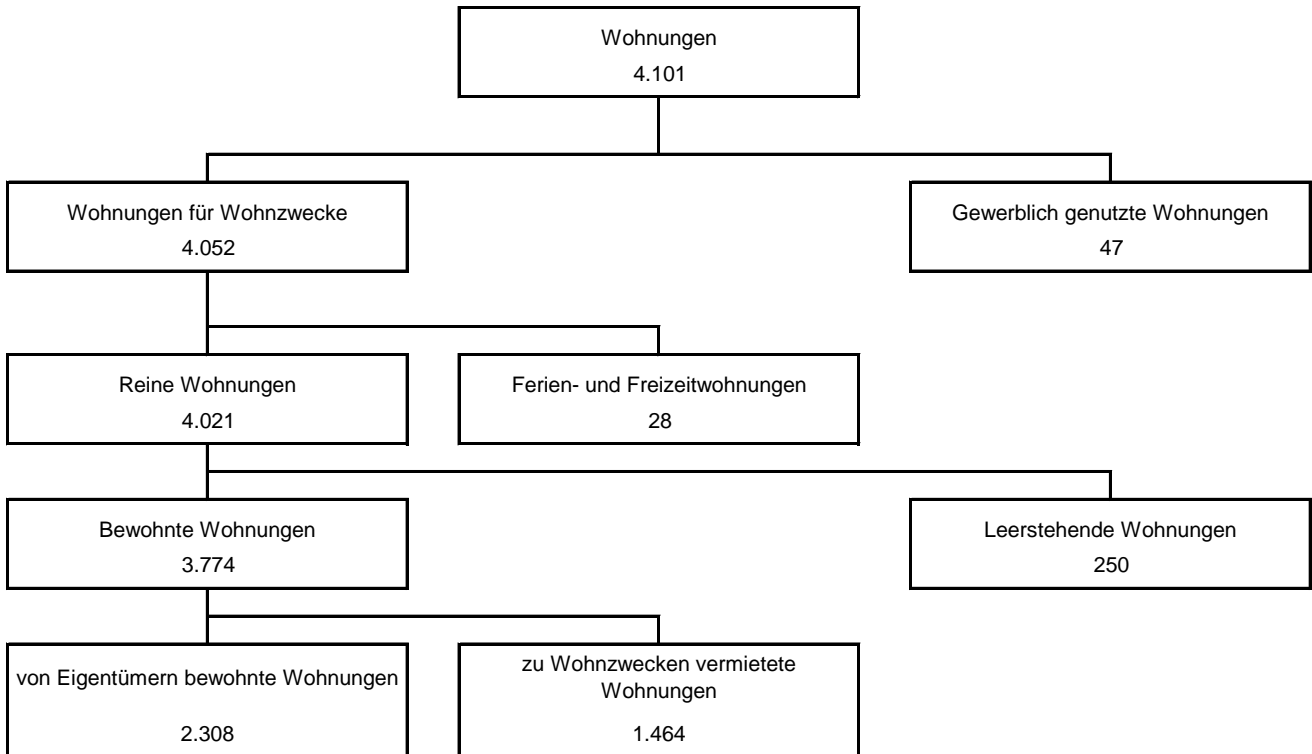 Wohnungen
4.101
Wohnungen für Wohnzwecke
4.052
Gewerblich genutzte Wohnungen
47
Reine Wohnungen
4.021
Ferien- und Freizeitwohnungen
28
Bewohnte Wohnungen
3.774
Leerstehende Wohnungen
250
von Eigentümern bewohnte Wohnungen
2.308
zu Wohnzwecken vermietete
Wohnungen
1.464